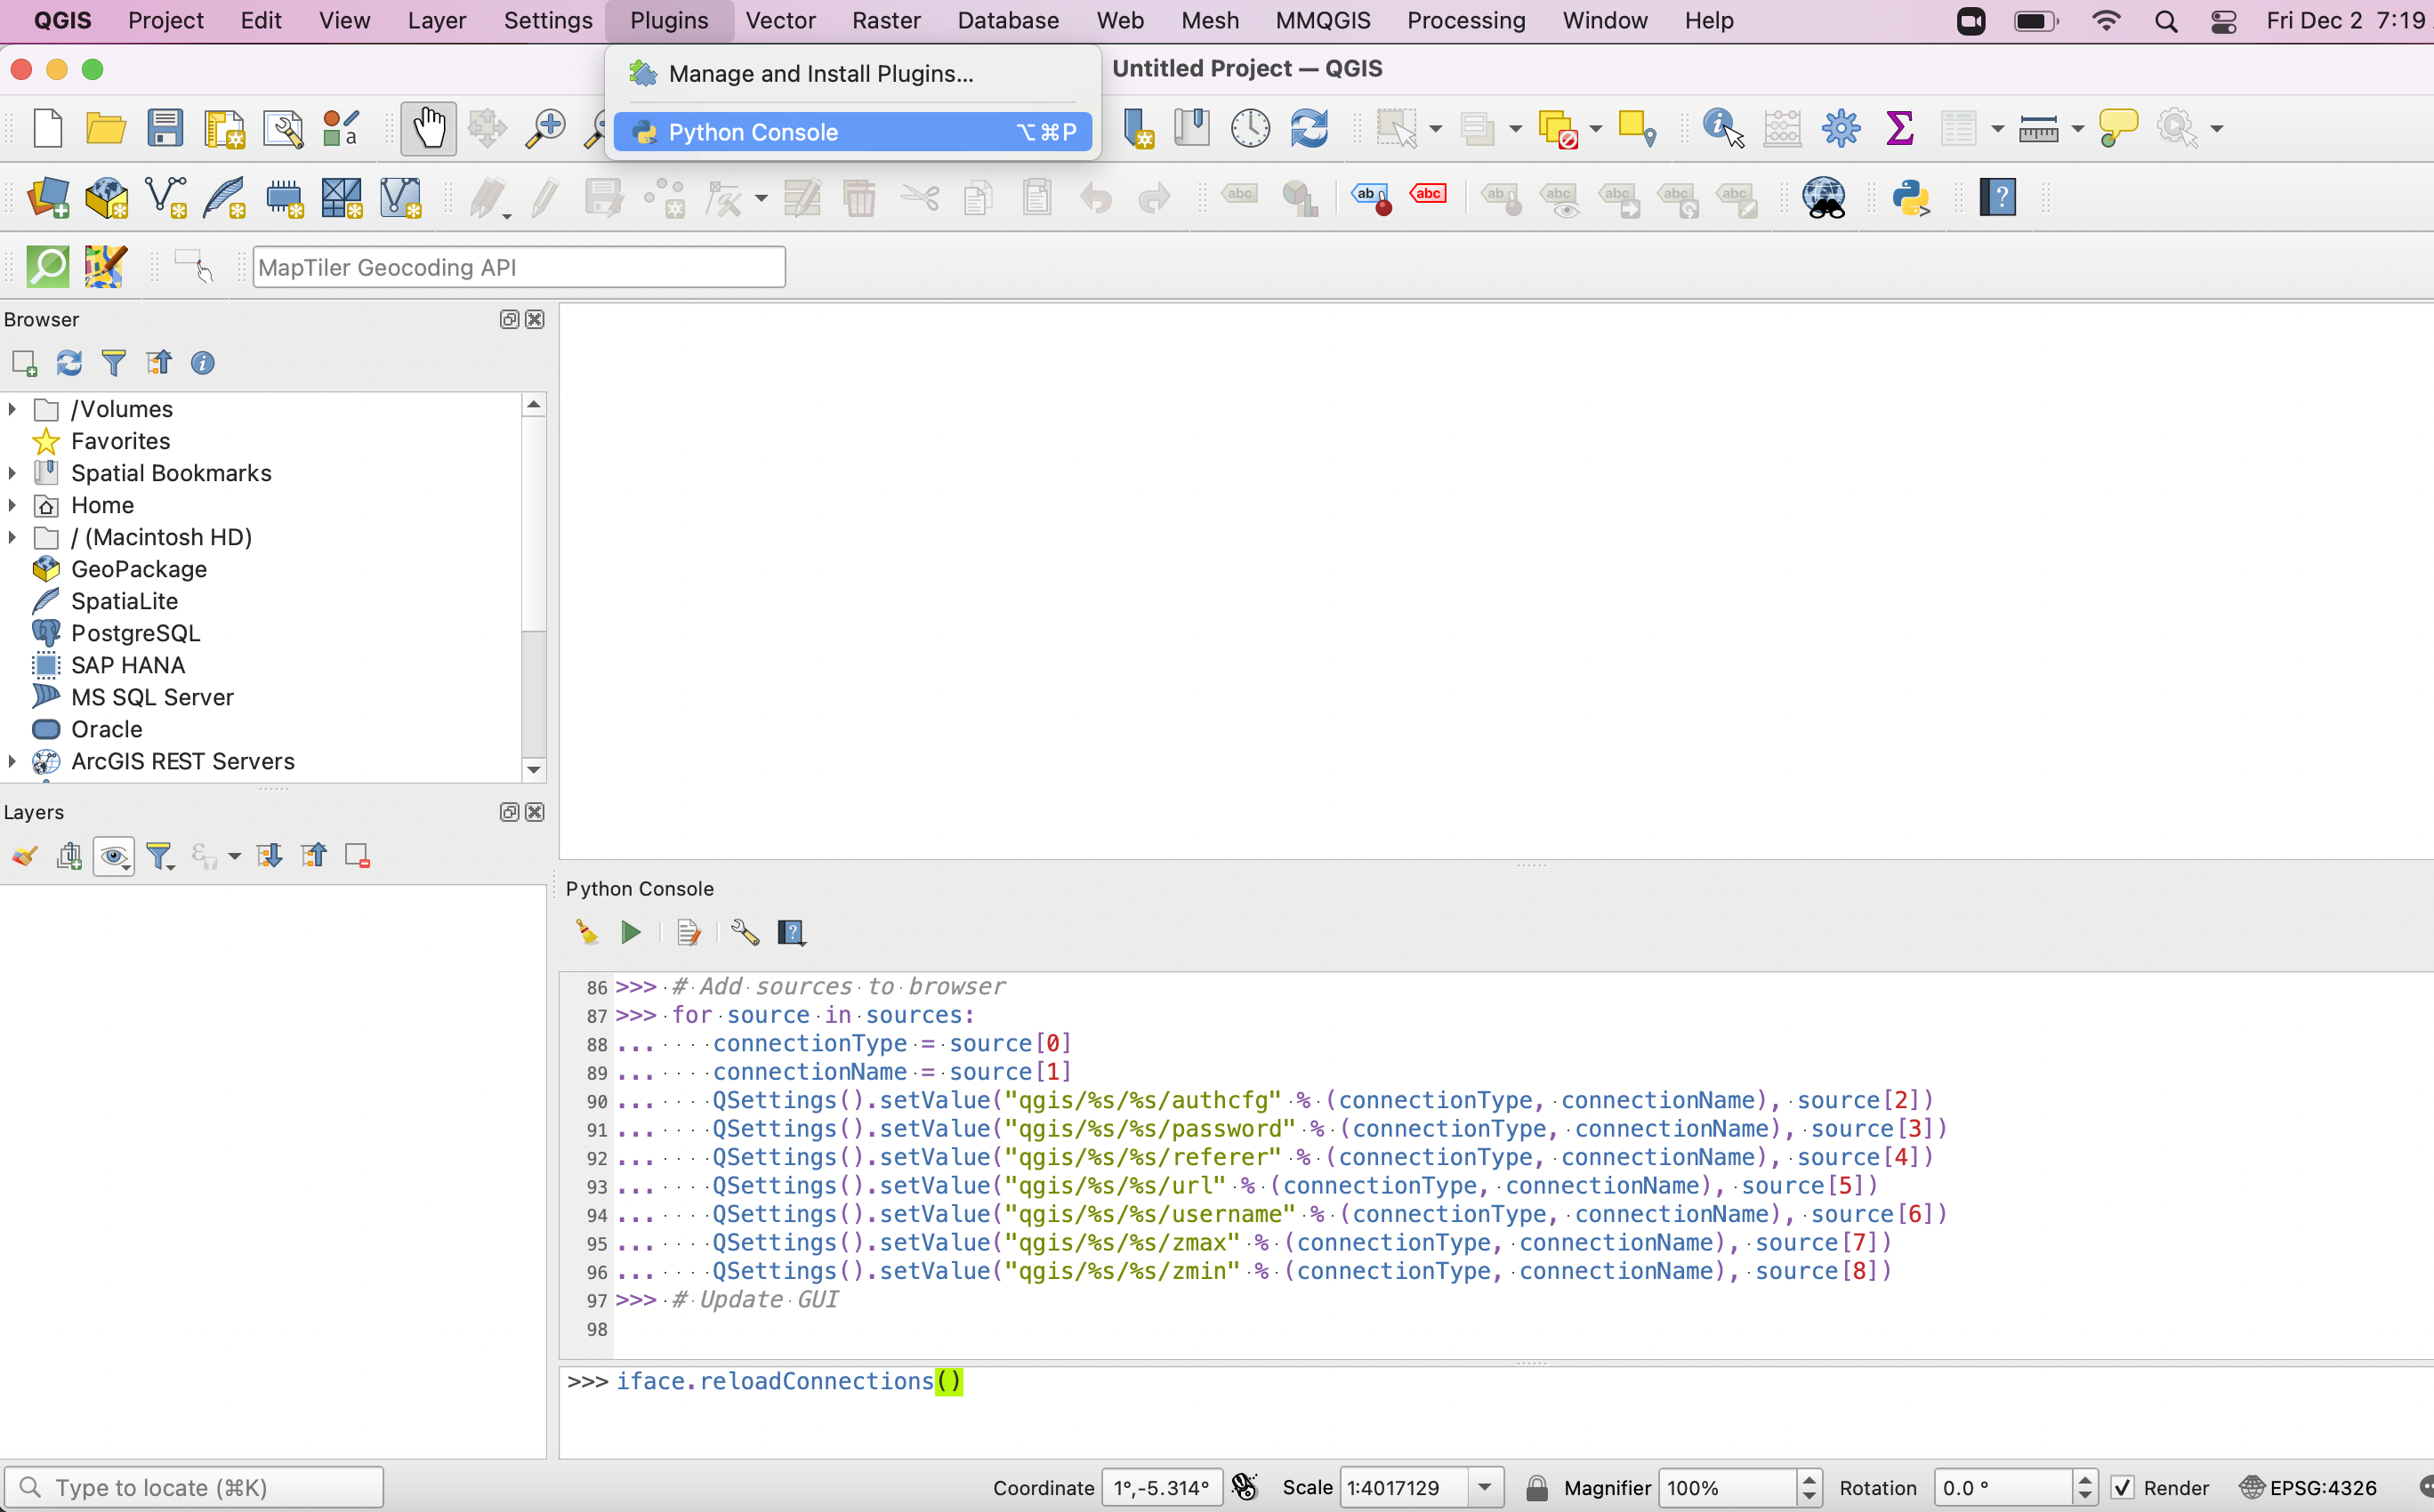 QGIS Project Edit View Layer Settings Plugins Vector Raster Database Web Mesh MMQGIS Processing Window Help Fri Dec 2 7:19
Manage and Install Plugins...
Untitled Project — QGIS
Python Console ⌥⌘P
MapTiler Geocoding API
Browser
/Volumes
Favorites
Spatial Bookmarks
Home
/ (Macintosh HD)
GeoPackage
SpatiaLite
PostgreSQL
SAP HANA
MS SQL Server
Oracle
ArcGIS REST Servers
Layers
Python Console
86 >>> # Add sources to browser
87 >>> for source in sources:
88 ...     connectionType = source[0]
89 ...     connectionName = source[1]
90 ...     QSettings().setValue("qgis/%s/%s/authcfg" % (connectionType, connectionName), source[2])
91 ...     QSettings().setValue("qgis/%s/%s/password" % (connectionType, connectionName), source[3])
92 ...     QSettings().setValue("qgis/%s/%s/referer" % (connectionType, connectionName), source[4])
93 ...     QSettings().setValue("qgis/%s/%s/url" % (connectionType, connectionName), source[5])
94 ...     QSettings().setValue("qgis/%s/%s/username" % (connectionType, connectionName), source[6])
95 ...     QSettings().setValue("qgis/%s/%s/zmax" % (connectionType, connectionName), source[7])
96 ...     QSettings().setValue("qgis/%s/%s/zmin" % (connectionType, connectionName), source[8])
97 >>> # Update GUI
98
>>> iface.reloadConnections()
Type to locate (⌘K) Coordinate 1°,-5.314° Scale 1:4017129 Magnifier 100% Rotation 0.0 ° Render EPSG:4326